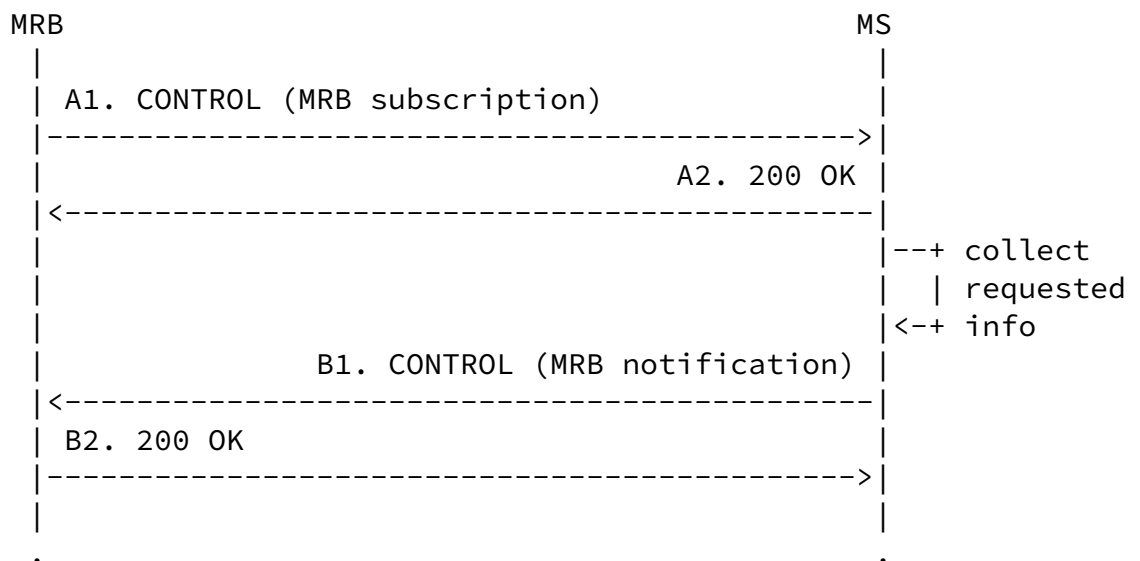 MRB MS
A1. CONTROL (MRB subscription)
A2. 200 OK
collect
requested
info
B1. CONTROL (MRB notification)
B2. 200 OK